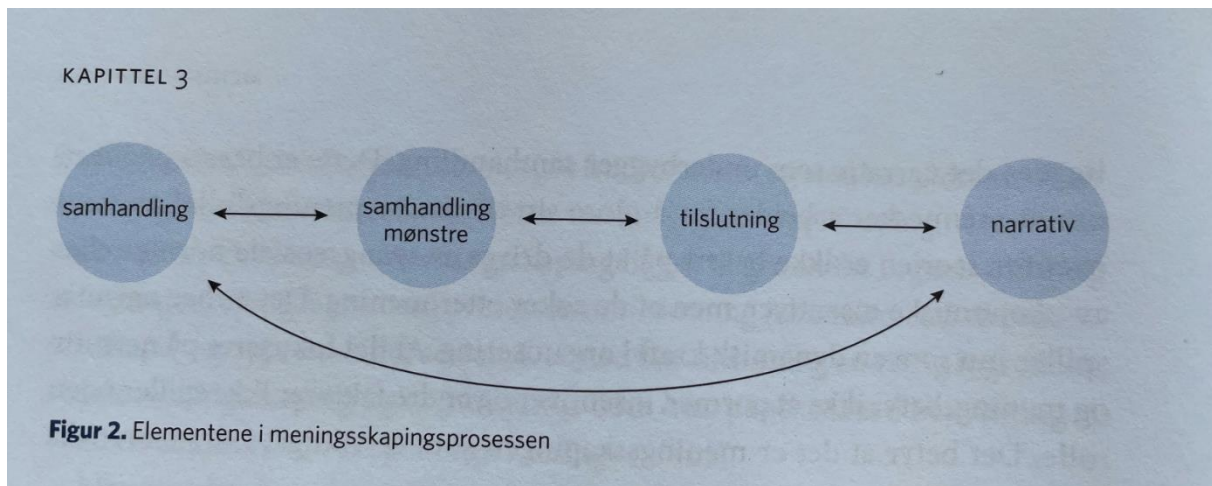 KAPITTEL 3
samhandling
samhandling
mønstre
tilslutning
narrativ
Figur 2. Elementene i meningsskapingsprosessen